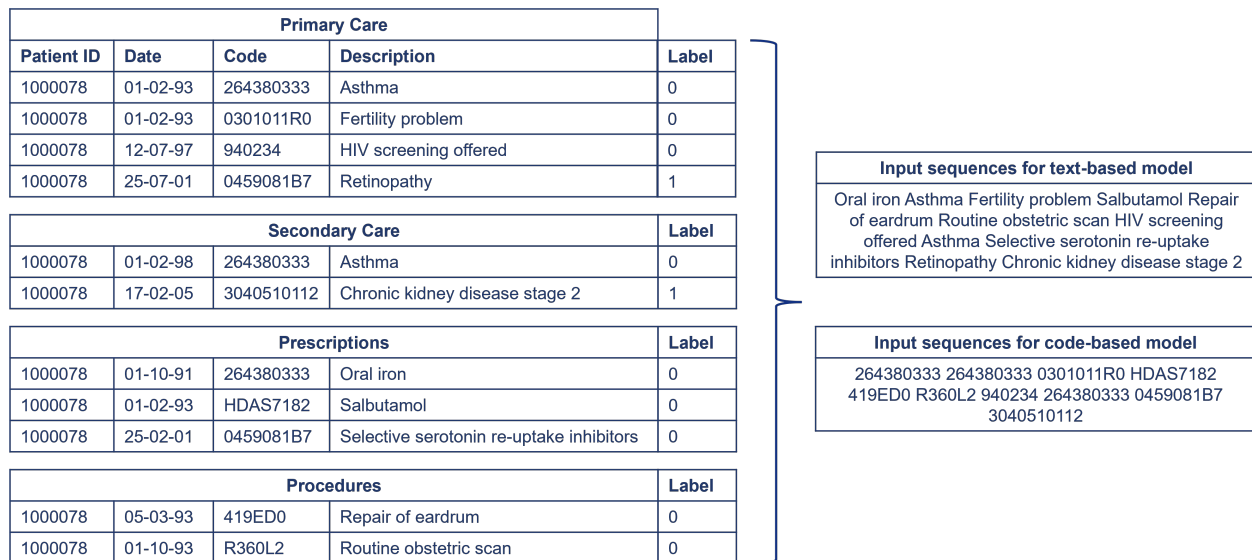 Primary Care
Patient ID Date Code Description Label
1000078 01-02-93 264380333 Asthma 0
1000078 01-02-93 0301011R0 Fertility problem 0
1000078 12-07-97 940234 HIV screening offered 0
1000078 25-07-01 0459081B7 Retinopathy 1
Secondary Care Label
1000078 01-02-98 264380333 Asthma 0
1000078 17-02-05 3040510112 Chronic kidney disease stage 2 1
Prescriptions Label
1000078 01-10-91 264380333 Oral iron 0
1000078 01-02-93 HDAS7182 Salbutamol 0
1000078 25-02-01 0459081B7 Selective serotonin re-uptake inhibitors 0
Procedures Label
1000078 05-03-93 419ED0 Repair of eardrum 0
1000078 01-10-93 R360L2 Routine obstetric scan 0
Input sequences for text-based model
Oral iron Asthma Fertility problem Salbutamol Repair
of eardrum Routine obstetric scan HIV screening
offered Asthma Selective serotonin re-uptake
inhibitors Retinopathy Chronic kidney disease stage 2
Input sequences for code-based model
264380333 264380333 0301011R0 HDAS7182
419ED0 R360L2 940234 264380333 0459081B7
3040510112